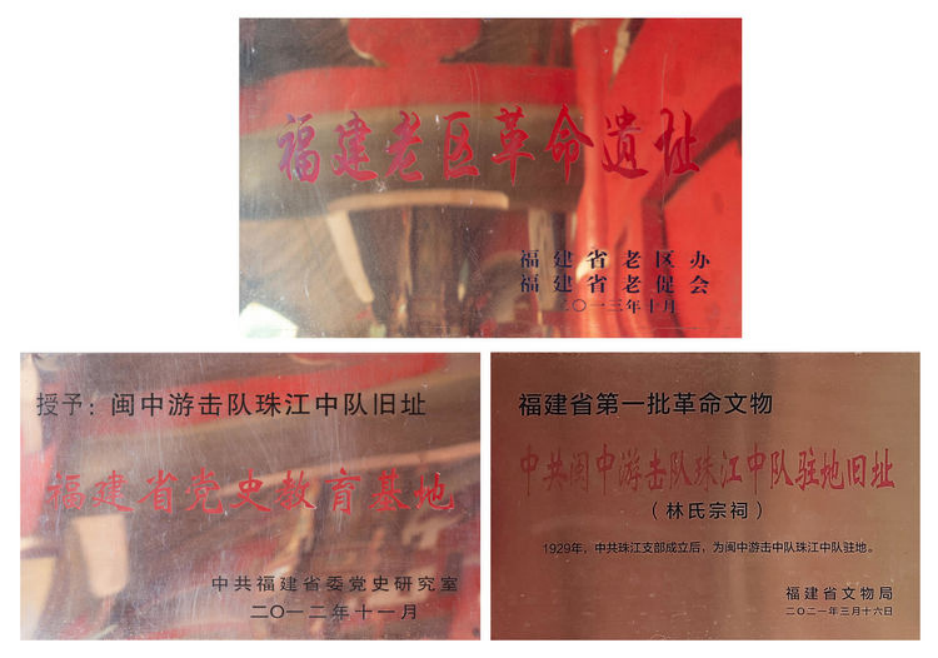 福建老区革命遗址
福建省老区办
福建省老促会
二〇一三年十月
授予：闽中游击队珠江中队旧址
福建省党史教育基地
中共福建省委党史研究室
二〇一二年十一月
福建省第一批革命文物
中共闽中游击队珠江中队驻地旧址
（林氏宗祠）
1929年，中共珠江支部成立后，为闽中游击中队珠江中队驻地。
福建省文物局
二〇二一年三月十六日